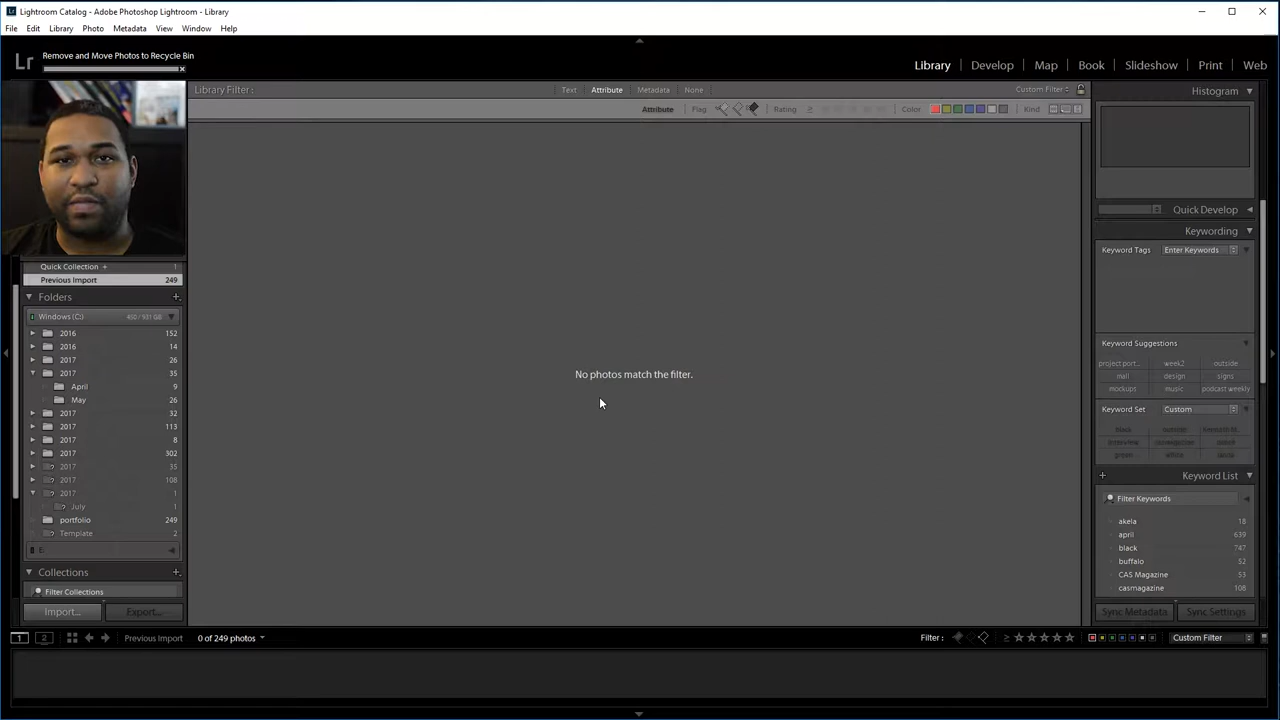 Lightroom Catalog - Adobe Photoshop Lightroom - Library
File Edit Library Photo Metadata View Window Help
Lr
Remove and Move Photos to Recycle Bin
Library | Develop | Map | Book | Slideshow | Print | Web
Library Filter :
Text Attribute Metadata None
Custom Filter
Attribute Flag Rating ≥ Color Kind
Histogram
Quick Develop
Keywording
Keyword Tags Enter Keywords
Keyword Suggestions
project port... week2 outside
mall design signs
mockups music podcast weekly
Keyword Set Custom
black outside
interview
green
Keyword List
Filter Keywords
akela 18
april 639
black 747
buffalo 52
CAS Magazine 53
casmagazine 108
Sync Metadata Sync Settings
Quick Collection + 1
Previous Import 249
Folders
Windows (C:) 450 / 931 GB
2016 152
2016 14
2017 26
2017 35
April 9
May 26
2017 32
2017 113
2017 8
2017 302
2017 35
2017 108
2017 1
July 1
portfolio 249
Template 2
E:
Collections
Filter Collections
Import... Export...
No photos match the filter.
1 2 Previous Import 0 of 249 photos
Filter : ≥ Custom Filter